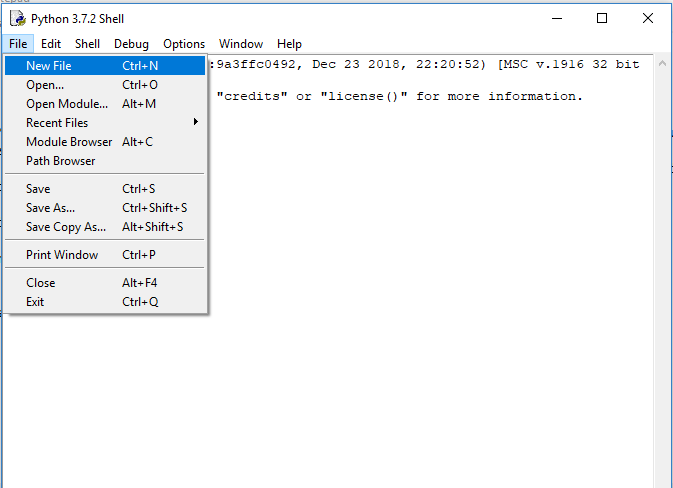 Python 3.7.2 Shell
File Edit Shell Debug Options Window Help
New File Ctrl+N
:9a3ffc0492, Dec 23 2018, 22:20:52) [MSC v.1916 32 bit
Open... Ctrl+O
"credits" or "license()" for more information.
Open Module... Alt+M
Recent Files
Module Browser Alt+C
Path Browser
Save Ctrl+S
Save As... Ctrl+Shift+S
Save Copy As... Alt+Shift+S
Print Window Ctrl+P
Close Alt+F4
Exit Ctrl+Q